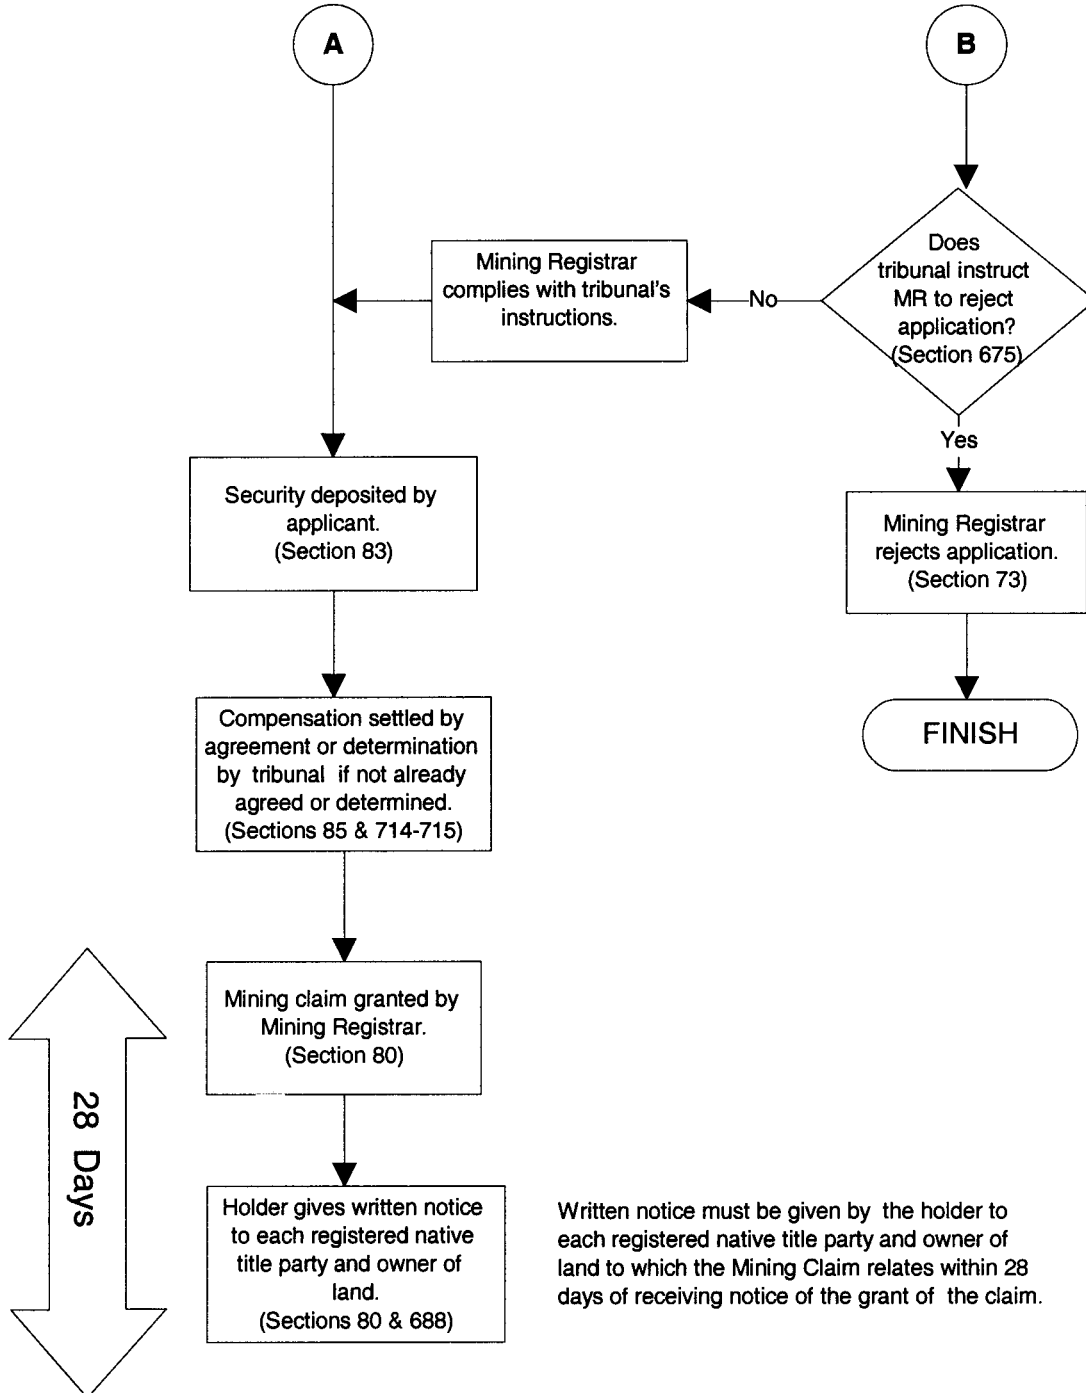 A
B
Does
tribunal instruct
MR to reject
application?
(Section 675)
Mining Registrar
complies with tribunal's
instructions.
No
Yes
Security deposited by
applicant.
(Section 83)
Mining Registrar
rejects application.
(Section 73)
Compensation settled by
agreement or determination
by tribunal if not already
agreed or determined.
(Sections 85 & 714-715)
FINISH
Mining claim granted by
Mining Registrar.
(Section 80)
28 Days
Holder gives written notice
to each registered native
title party and owner of
land.
(Sections 80 & 688)
Written notice must be given by the holder to
each registered native title party and owner of
land to which the Mining Claim relates within 28
days of receiving notice of the grant of the claim.